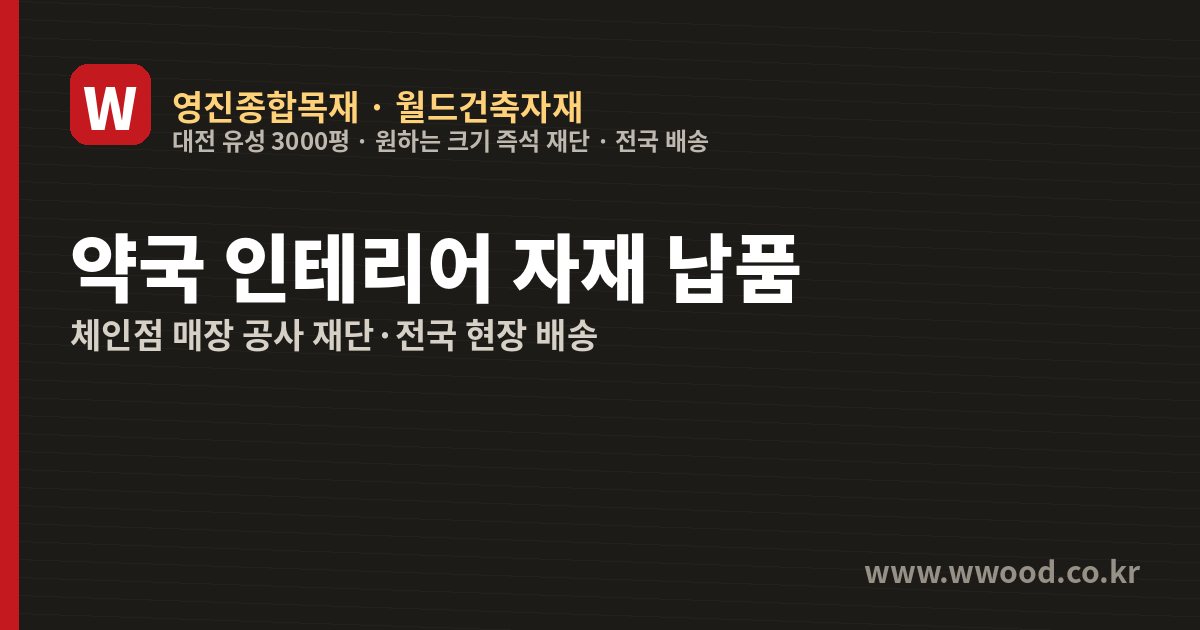 W
영진종합목재 · 월드건축자재
대전 유성 3000평 · 원하는 크기 즉석 재단 · 전국 배송
약국 인테리어 자재 납품
체인점 매장 공사 재단·전국 현장 배송
www.wwood.co.kr